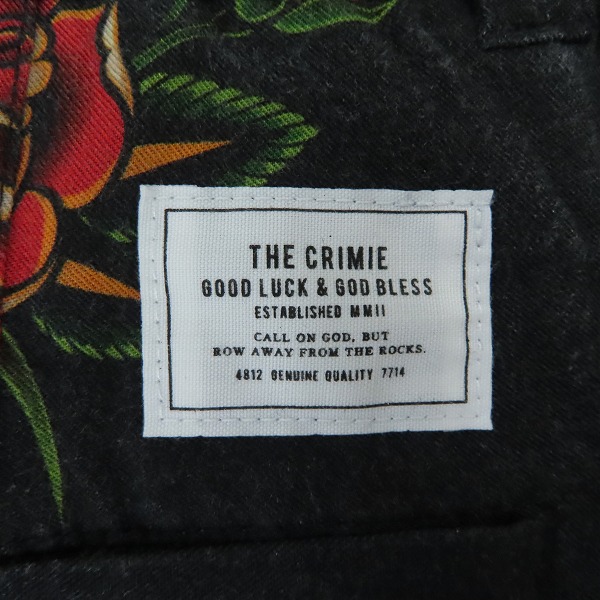 THE CRIMIE
GOOD LUCK & GOD BLESS
ESTABLISHED MMII
CALL ON GOD, BUT
ROW AWAY FROM THE ROCKS.
4812 GENUINE QUALITY 7714